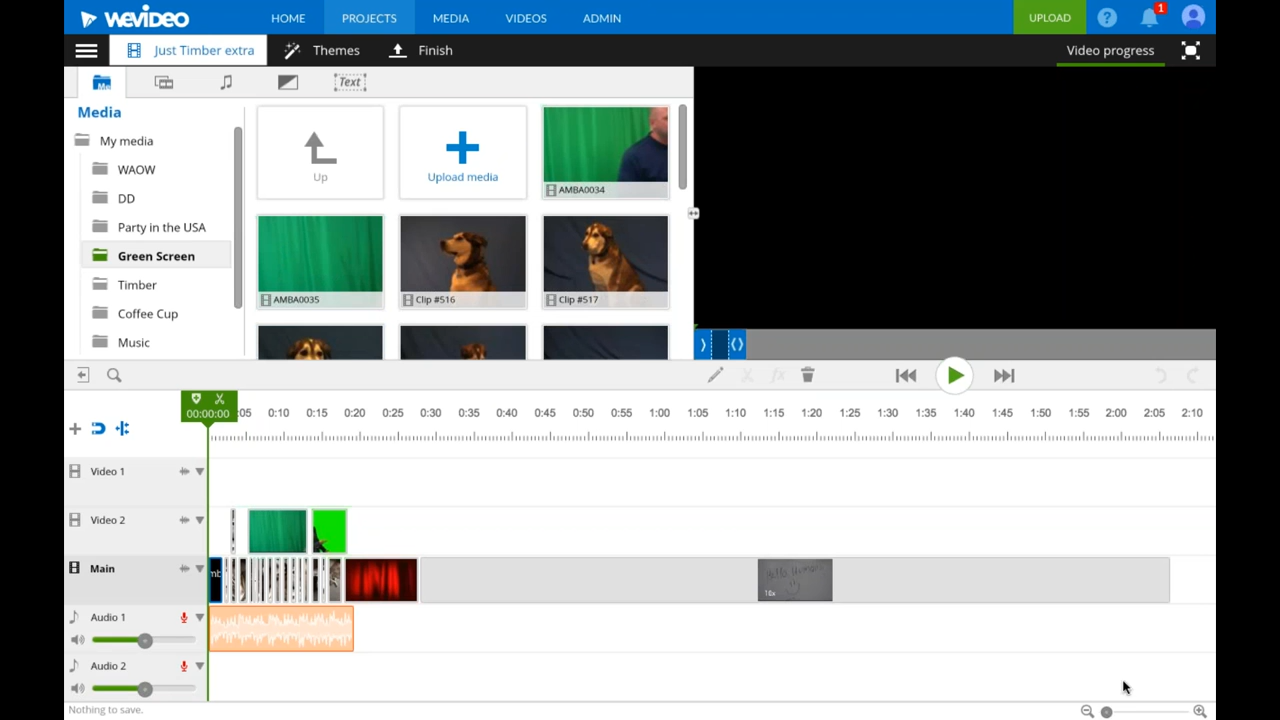 WEVIDEO HOME PROJECTS MEDIA VIDEOS ADMIN UPLOAD ? 1
Just Timber extra Themes Finish Video progress
Text
Media
My media
WAOW
DD
Party in the USA
Green Screen
Timber
Coffee Cup
Music
Up
Upload media
AMBA0034
AMBA0035
Clip #516
Clip #517
00:00:00 :05 0:10 0:15 0:20 0:25 0:30 0:35 0:40 0:45 0:50 0:55 1:00 1:05 1:10 1:15 1:20 1:25 1:30 1:35 1:40 1:45 1:50 1:55 2:00 2:05 2:10
Video 1
Video 2
Main
Hello Human
10x
Audio 1
Audio 2
Nothing to save.